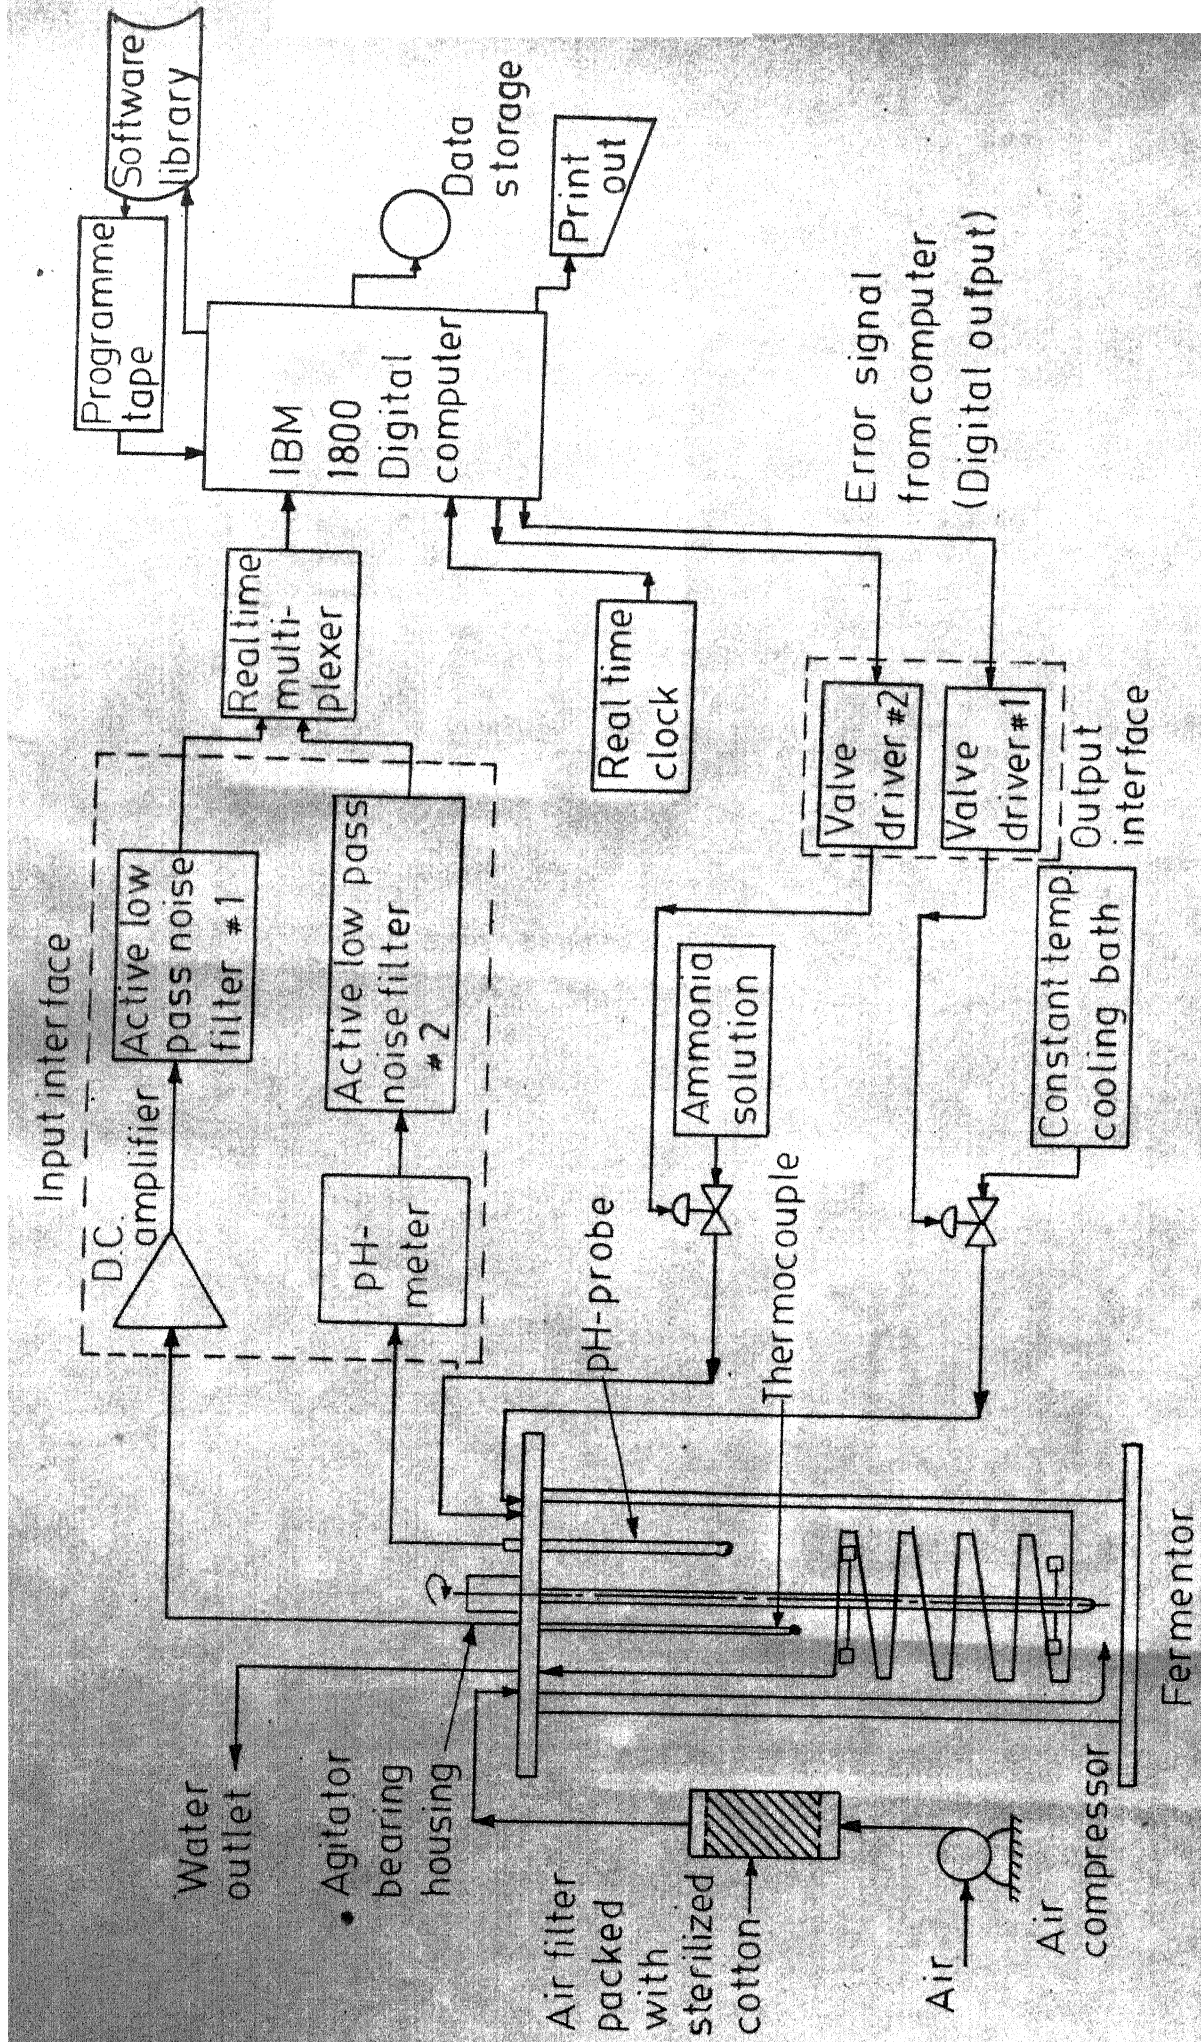 Water
outlet
Agitator
bearing
housing
Air filter
packed
with
sterilized
cotton
Air
Air
compressor
Fermentor
Input interface
D.C.
amplifier
Active low
pass noise
filter #1
pH-
meter
Active low pass
noise filter
#2
pH-probe
Thermocouple
Ammonia
solution
Constant temp.
cooling bath
Realtime
multi-
plexer
Real time
clock
Valve
driver #2
Valve
driver #1
Output
interface
Programme
tape
Software
library
IBM
1800
Digital
computer
Data
storage
Print
out
Error signal
from computer
(Digital output)